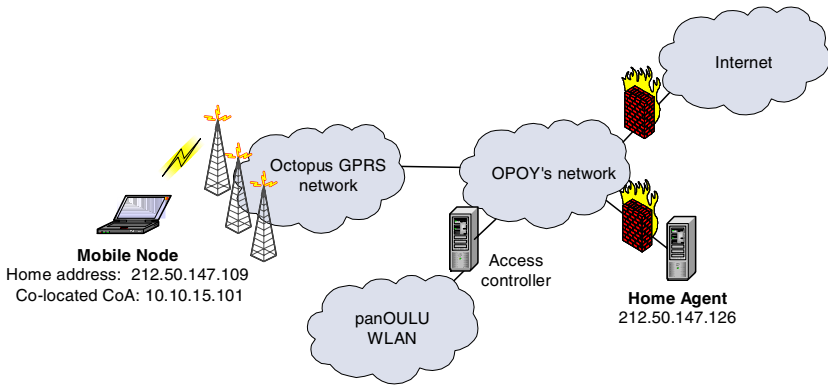 Internet
Octopus GPRS
network
OPOY's network
Mobile Node
Home address: 212.50.147.109
Co-located CoA: 10.10.15.101
Access
controller
Home Agent
212.50.147.126
panOULU
WLAN